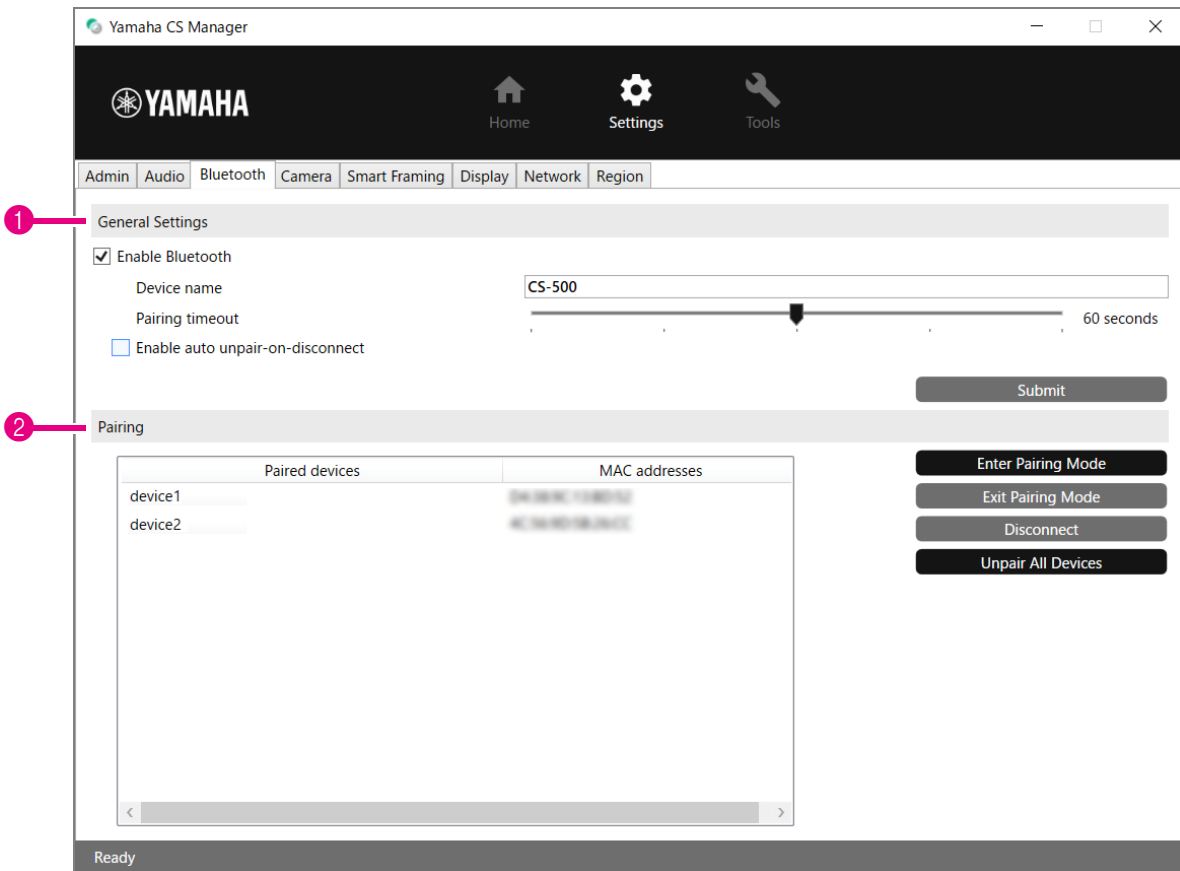 Yamaha CS Manager
YAMAHA
Home Settings Tools
Admin Audio Bluetooth Camera Smart Framing Display Network Region
1 General Settings
Enable Bluetooth
Device name CS-500
Pairing timeout 60 seconds
Enable auto unpair-on-disconnect
Submit
2 Pairing
Paired devices MAC addresses
device1
device2
Enter Pairing Mode
Exit Pairing Mode
Disconnect
Unpair All Devices
Ready